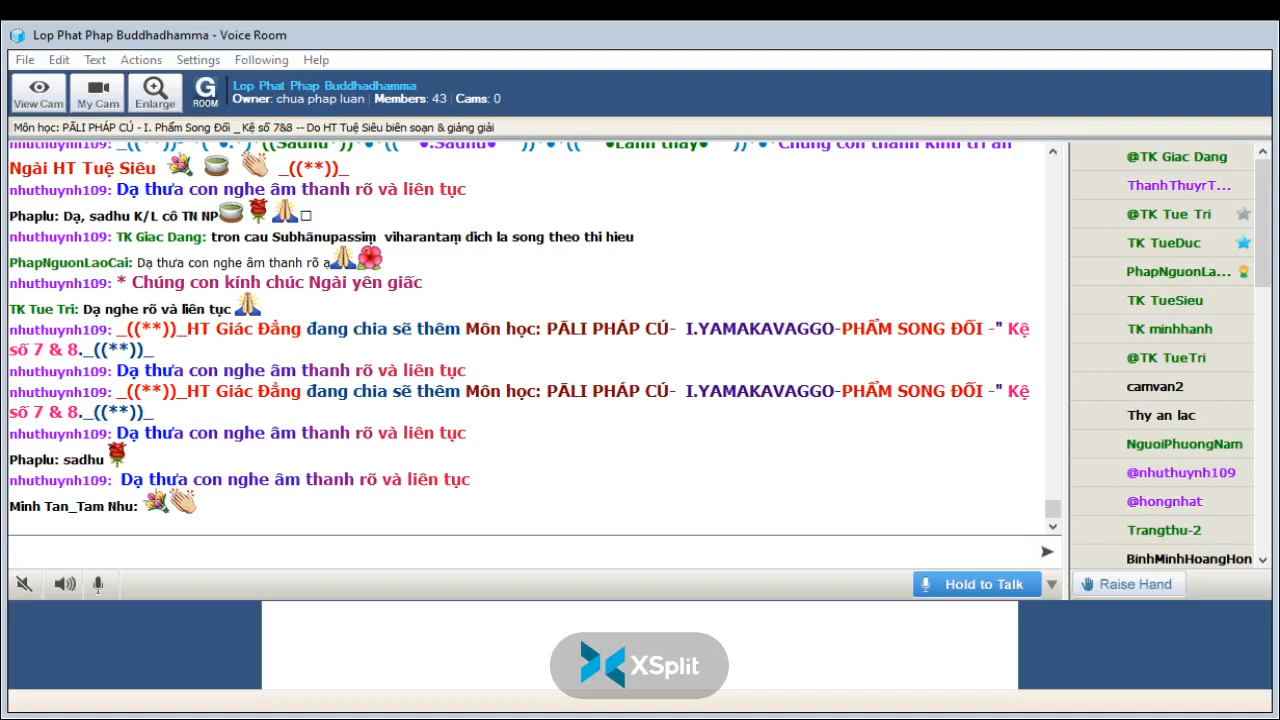 Lop Phat Phap Buddhadhamma - Voice Room
File Edit Text Actions Settings Following Help
View Cam My Cam Enlarge G ROOM
Lop Phat Phap Buddhadhamma
Owner: chua phap luan | Members: 43 | Cams: 0
Môn học: PĀLI PHÁP CÚ - I. Phẩm Song Đối _ Kệ số 7&8 -- Do HT Tuệ Siêu biên soạn & giảng giải
Ngài HT Tuệ Siêu _((**))_
nhuthuynh109: Dạ thưa con nghe âm thanh rõ và liên tục
Phaplu: Dạ, sadhu K/L cô TN NP
nhuthuynh109: TK Giac Dang: tron cau Subhānupassiṃ viharantaṃ dich la song theo thi hieu
PhapNguonLaoCai: Dạ thưa con nghe âm thanh rõ ạ
nhuthuynh109: * Chúng con kính chúc Ngài yên giấc
TK Tue Tri: Dạ nghe rõ và liên tục
nhuthuynh109: _((**))_HT Giác Đẳng đang chia sẽ thêm Môn học: PĀLI PHÁP CÚ- I.YAMAKAVAGGO-PHẨM SONG ĐỐI -" Kệ
số 7 & 8._((**))_
nhuthuynh109: Dạ thưa con nghe âm thanh rõ và liên tục
nhuthuynh109: _((**))_HT Giác Đẳng đang chia sẽ thêm Môn học: PĀLI PHÁP CÚ- I.YAMAKAVAGGO-PHẨM SONG ĐỐI -" Kệ
số 7 & 8._((**))_
nhuthuynh109: Dạ thưa con nghe âm thanh rõ và liên tục
Phaplu: sadhu
nhuthuynh109: Dạ thưa con nghe âm thanh rõ và liên tục
Minh Tan_Tam Nhu:
@TK Giac Dang
ThanhThuyrT...
@TK Tue Tri
TK TueDuc
PhapNguonLa...
TK TueSieu
TK minhhanh
@TK TueTri
camvan2
Thy an lac
NguoiPhuongNam
@nhuthuynh109
@hongnhat
Trangthu-2
BinhMinhHoangHon
Hold to Talk
Raise Hand
XSplit